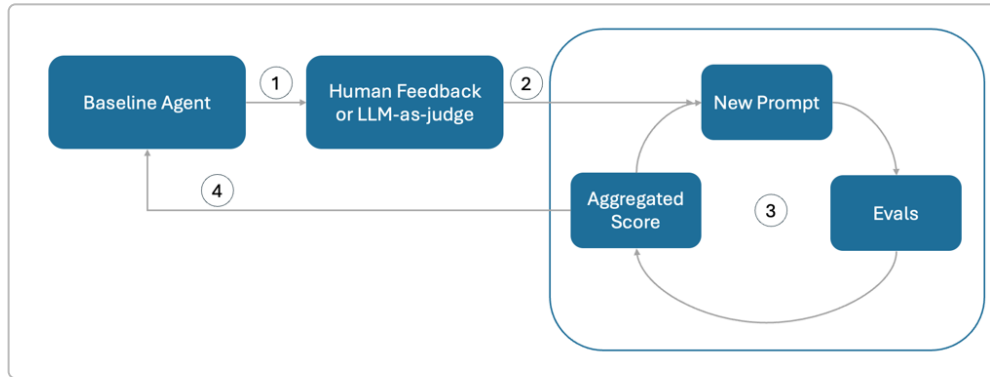 Baseline Agent
1
Human Feedback
or LLM-as-judge
2
New Prompt
4
Aggregated
Score
3
Evals